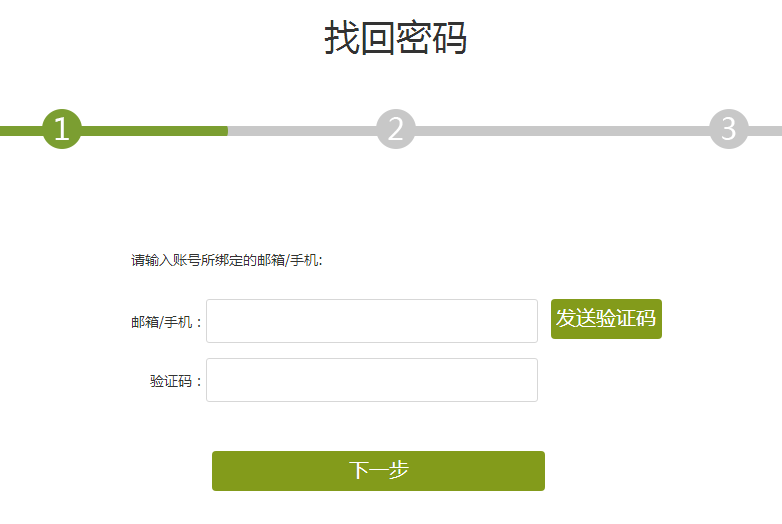 找回密码
1 2 3
请输入账号所绑定的邮箱/手机:
邮箱/手机： 发送验证码
验证码：
下一步